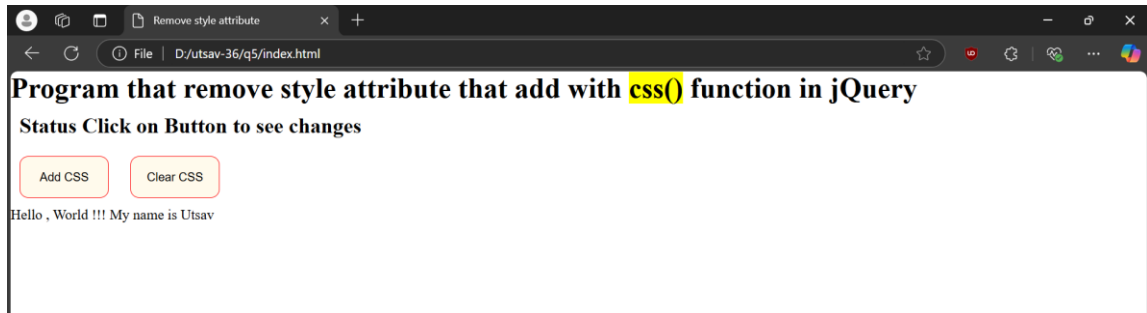 Remove style attribute
File | D:/utsav-36/q5/index.html
Program that remove style attribute that add with css() function in jQuery
Status Click on Button to see changes
Add CSS Clear CSS
Hello , World !!! My name is Utsav